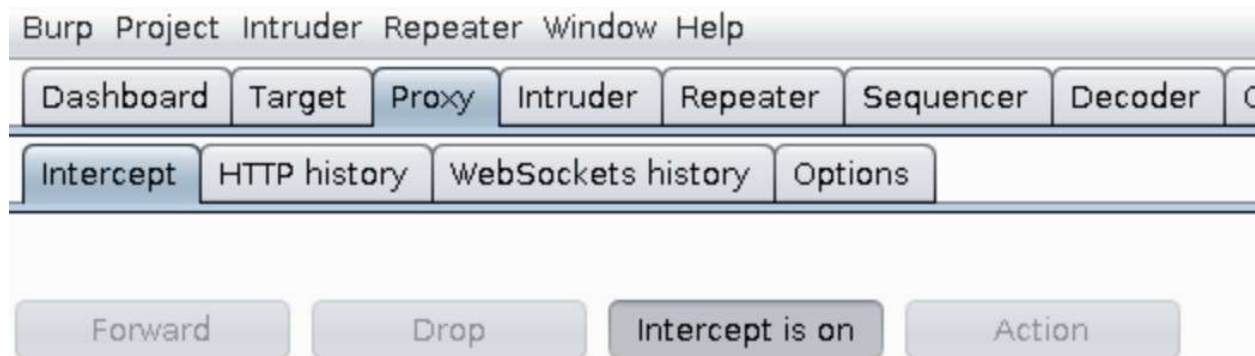 Burp Project Intruder Repeater Window Help
Dashboard Target Proxy Intruder Repeater Sequencer Decoder
Intercept HTTP history WebSockets history Options
Forward Drop Intercept is on Action